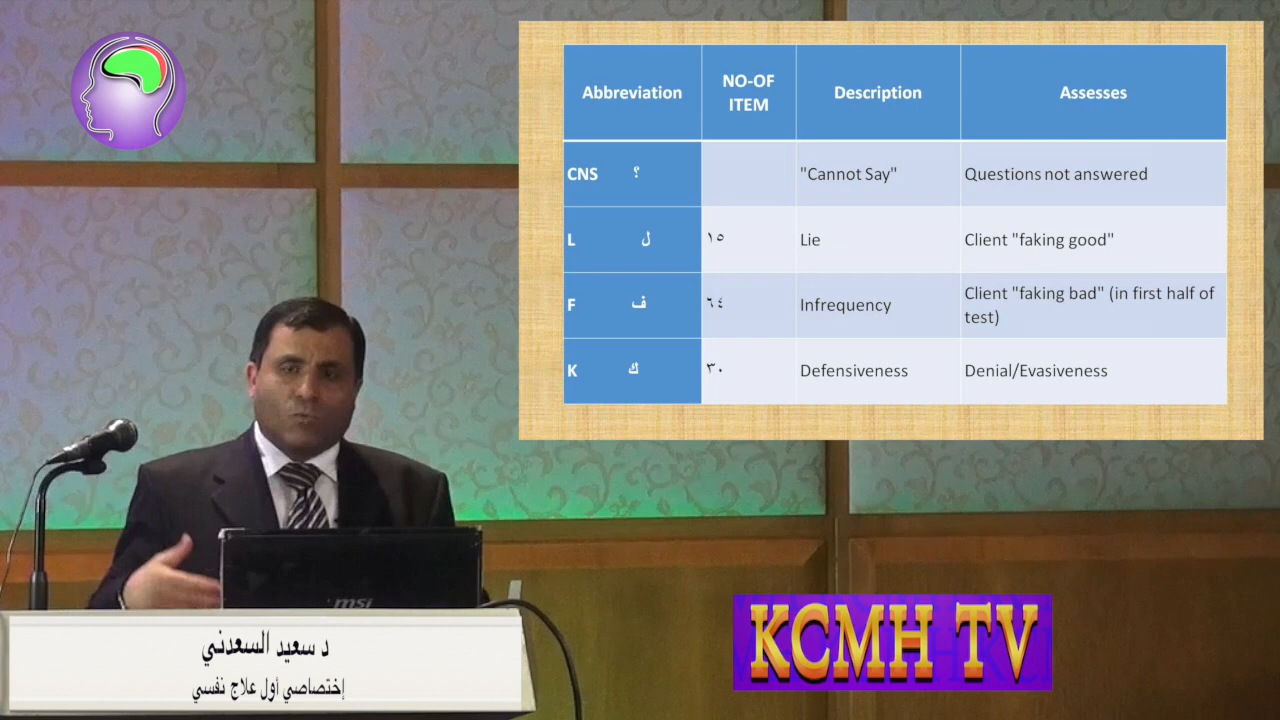 Abbreviation NO-OF ITEM Description Assesses
CNS ؟ "Cannot Say" Questions not answered
L ل ١٥ Lie Client "faking good"
F ف ٦٤ Infrequency Client "faking bad" (in first half of test)
K ك ٣٠ Defensiveness Denial/Evasiveness
msi
د سعيد السعدني
إختصاصي أول علاج نفسي
KCMH TV